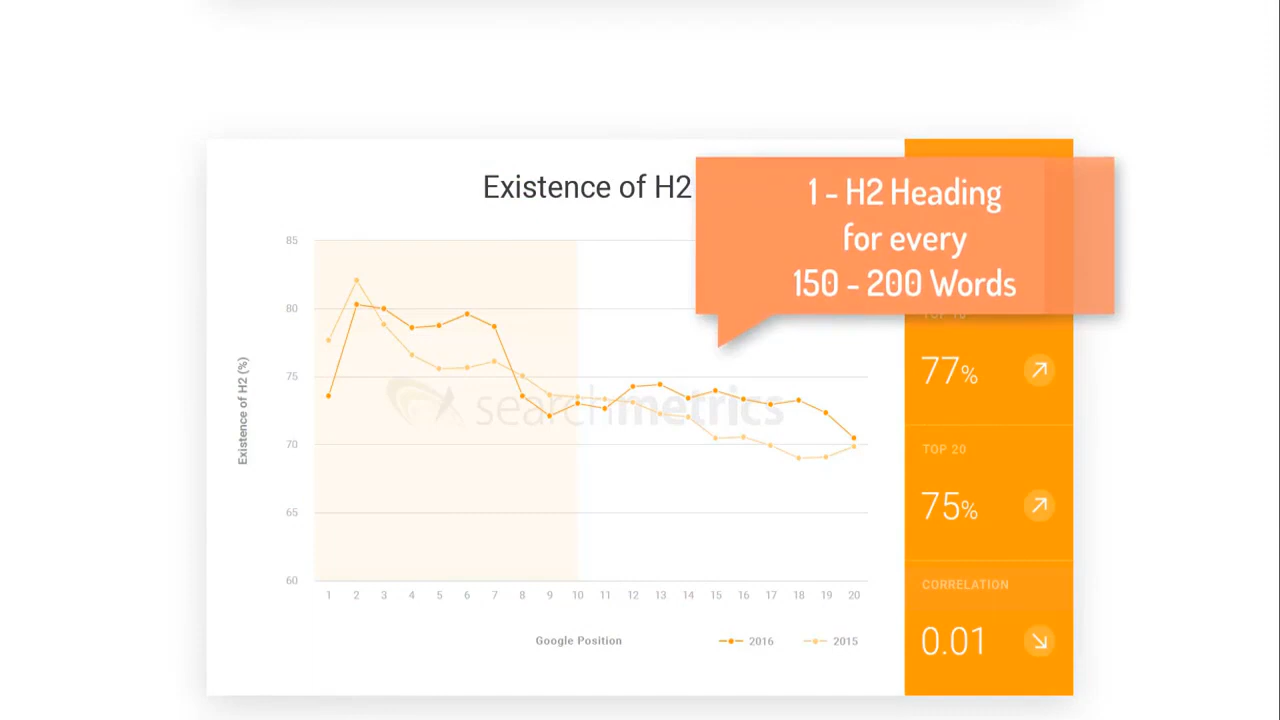 Existence of H2
1 - H2 Heading
for every
150 - 200 Words
TOP 10
77%
TOP 20
75%
CORRELATION
0.01
Existence of H2 (%)
85
80
75
70
65
60
searchmetrics
1 2 3 4 5 6 7 8 9 10 11 12 13 14 15 16 17 18 19 20
Google Position
2016 2015